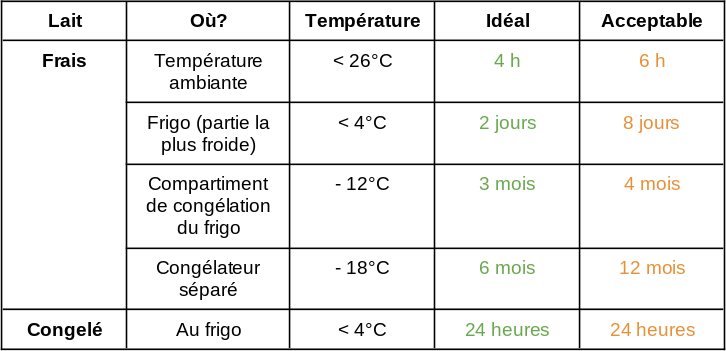 Lait Où? Température Idéal Acceptable
Frais Température ambiante < 26°C 4 h 6 h
Frigo (partie la plus froide) < 4°C 2 jours 8 jours
Compartiment de congélation du frigo - 12°C 3 mois 4 mois
Congélateur séparé - 18°C 6 mois 12 mois
Congelé Au frigo < 4°C 24 heures 24 heures